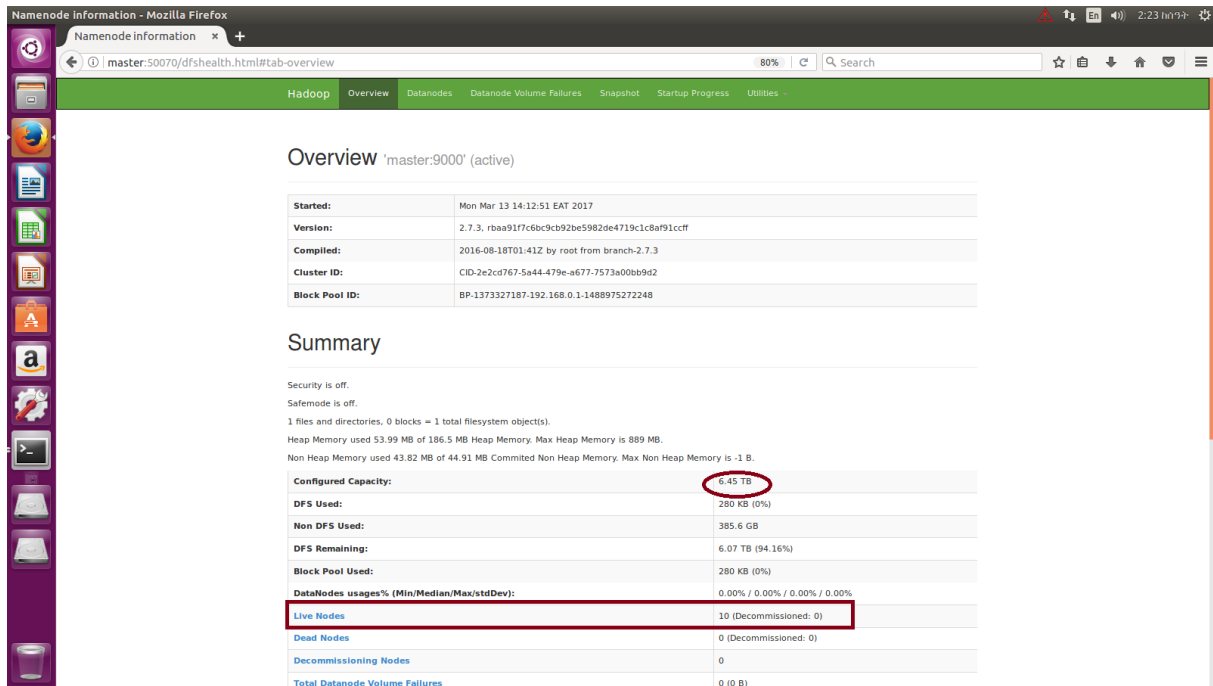 Namenode information - Mozilla Firefox
En
2:23 ከሰዓት
Namenode information × +
master:50070/dfshealth.html#tab-overview
80%
Search
Hadoop Overview Datanodes Datanode Volume Failures Snapshot Startup Progress Utilities
Overview 'master:9000' (active)
Started: Mon Mar 13 14:12:51 EAT 2017
Version: 2.7.3, rbaa91f7c6bc9cb92be5982de4719c1c8af91ccff
Compiled: 2016-08-18T01:41Z by root from branch-2.7.3
Cluster ID: CID-2e2cd767-5a44-479e-a677-7573a00bb9d2
Block Pool ID: BP-1373327187-192.168.0.1-1488975272248
Summary
Security is off.
Safemode is off.
1 files and directories, 0 blocks = 1 total filesystem object(s).
Heap Memory used 53.99 MB of 186.5 MB Heap Memory. Max Heap Memory is 889 MB.
Non Heap Memory used 43.82 MB of 44.91 MB Commited Non Heap Memory. Max Non Heap Memory is -1 B.
Configured Capacity: 6.45 TB
DFS Used: 280 KB (0%)
Non DFS Used: 385.6 GB
DFS Remaining: 6.07 TB (94.16%)
Block Pool Used: 280 KB (0%)
DataNodes usages% (Min/Median/Max/stdDev): 0.00% / 0.00% / 0.00% / 0.00%
Live Nodes 10 (Decommissioned: 0)
Dead Nodes 0 (Decommissioned: 0)
Decommissioning Nodes 0
Total Datanode Volume Failures 0 (0 B)